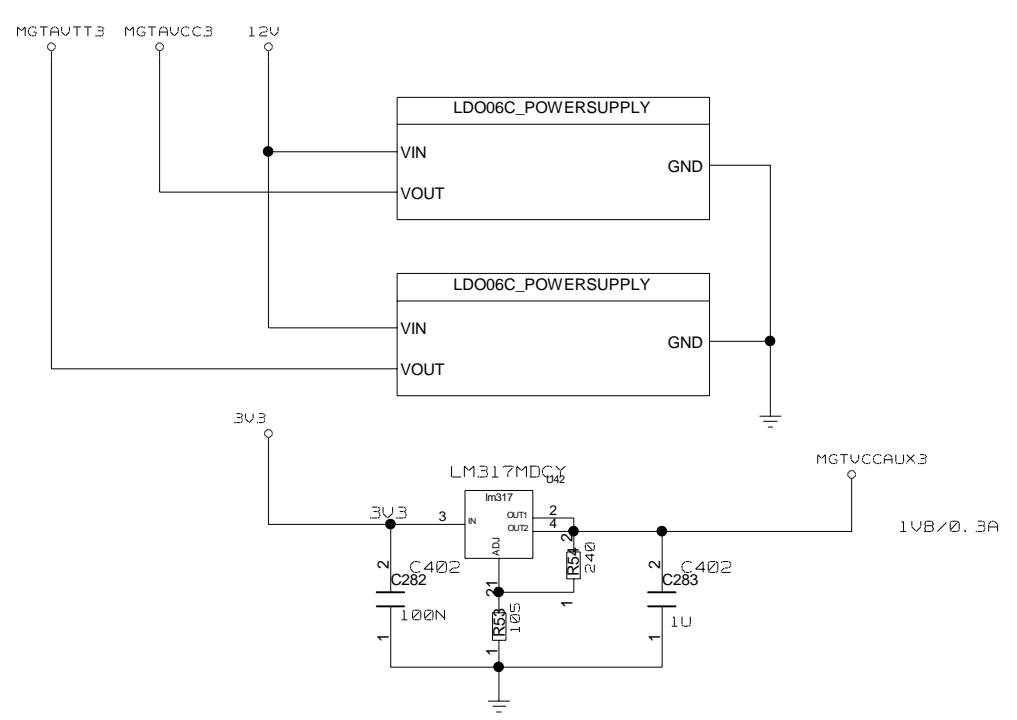 MGTAVTT3 MGTAVCC3 12V
LDO06C_POWERSUPPLY
VIN
GND
VOUT
LDO06C_POWERSUPPLY
VIN
GND
VOUT
3V3
MGTVCCAUX3
LM317MDCY
U42
lm317
3V3
3
IN
OUT1
2
OUT2
4
1V8/0.3A
ADJ
2
R54
240
1
2
C402
C282
100N
1
21
R53
105
1
2
C402
C283
1U
1